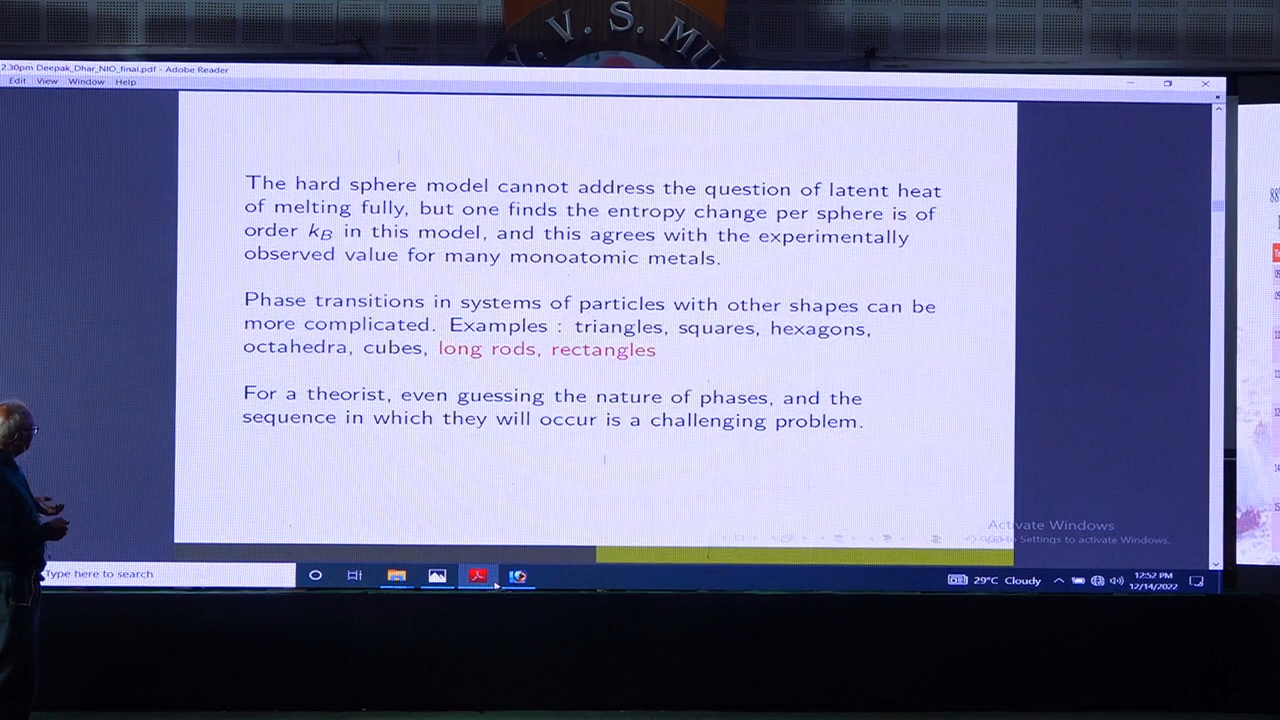 V. S. MU
2.30pm Deepak_Dhar_NIO_final.pdf - Adobe Reader
Edit View Window Help
The hard sphere model cannot address the question of latent heat
of melting fully, but one finds the entropy change per sphere is of
order kB in this model, and this agrees with the experimentally
observed value for many monoatomic metals.
Phase transitions in systems of particles with other shapes can be
more complicated. Examples : triangles, squares, hexagons,
octahedra, cubes, long rods, rectangles
For a theorist, even guessing the nature of phases, and the
sequence in which they will occur is a challenging problem.
Activate Windows
Go to Settings to activate Windows.
Type here to search
29°C Cloudy
12:52 PM
12/14/2022